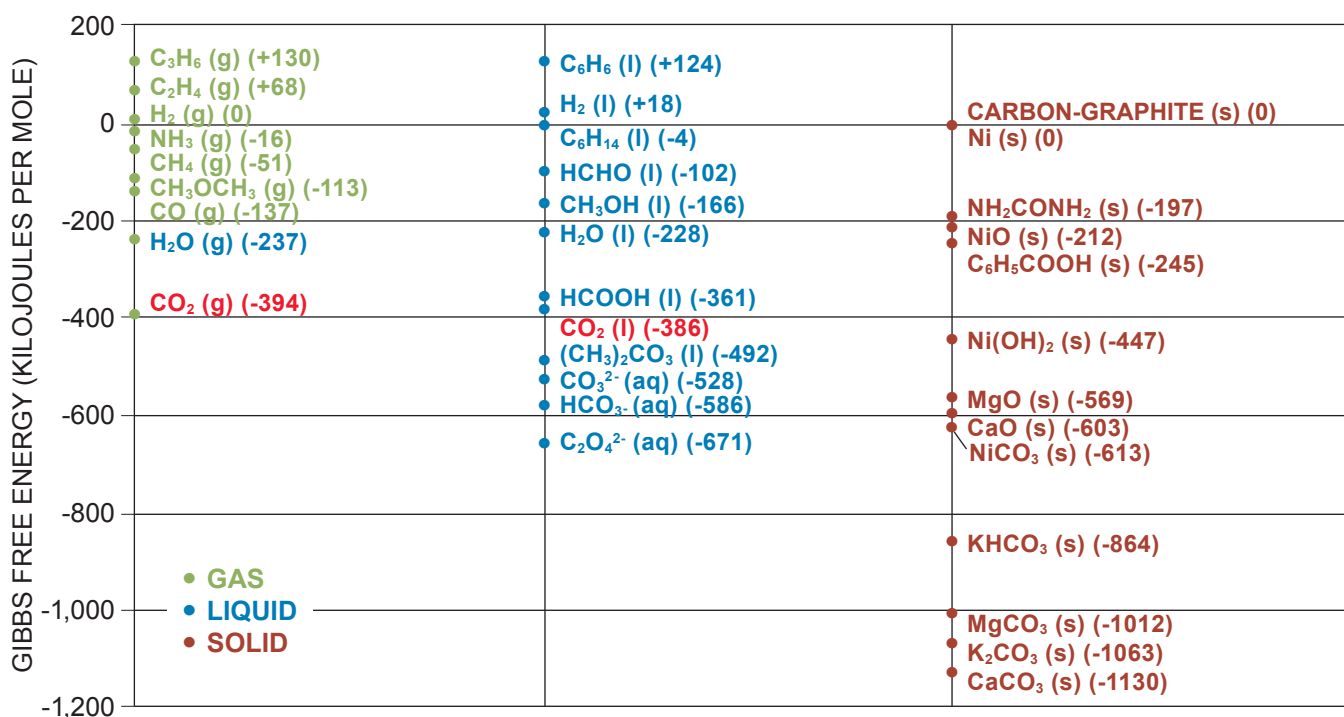 GIBBS FREE ENERGY (KILOJOULES PER MOLE)
200
0
-200
-400
-600
-800
-1,000
-1,200
C₃H₆ (g) (+130)
C₂H₄ (g) (+68)
H₂ (g) (0)
NH₃ (g) (-16)
CH₄ (g) (-51)
CH₃OCH₃ (g) (-113)
CO (g) (-137)
H₂O (g) (-237)
CO₂ (g) (-394)
GAS
LIQUID
SOLID
C₆H₆ (l) (+124)
H₂ (l) (+18)
C₆H₁₄ (l) (-4)
HCHO (l) (-102)
CH₃OH (l) (-166)
H₂O (l) (-228)
HCOOH (l) (-361)
CO₂ (l) (-386)
(CH₃)₂CO₃ (l) (-492)
CO₃²⁻ (aq) (-528)
HCO₃₋ (aq) (-586)
C₂O₄²⁻ (aq) (-671)
CARBON-GRAPHITE (s) (0)
Ni (s) (0)
NH₂CONH₂ (s) (-197)
NiO (s) (-212)
C₆H₅COOH (s) (-245)
Ni(OH)₂ (s) (-447)
MgO (s) (-569)
CaO (s) (-603)
NiCO₃ (s) (-613)
KHCO₃ (s) (-864)
MgCO₃ (s) (-1012)
K₂CO₃ (s) (-1063)
CaCO₃ (s) (-1130)